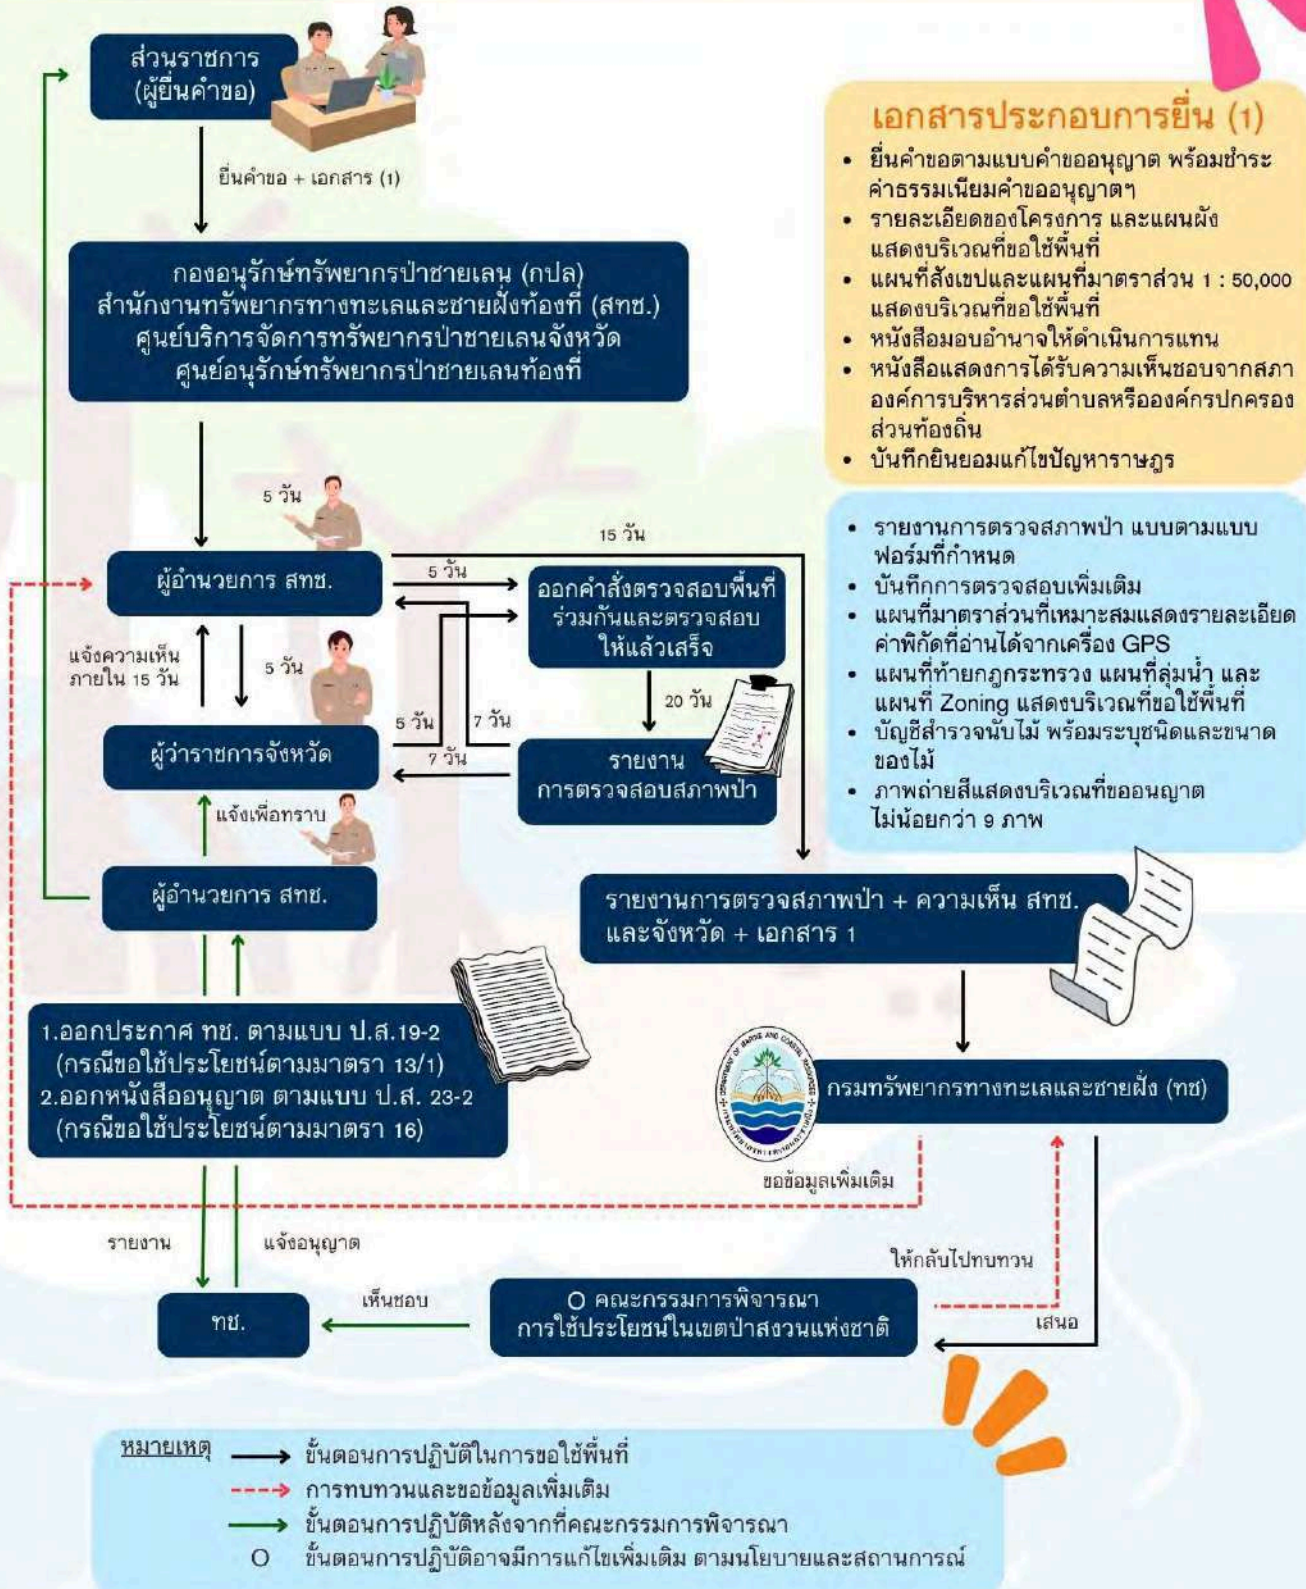 ส่วนราชการ
(ผู้ยื่นคำขอ)
ยื่นคำขอ + เอกสาร (1)
กองอนุรักษ์ทรัพยากรป่าชายเลน (กปล)
สำนักงานทรัพยากรทางทะเลและชายฝั่งท้องที่ (สทช.)
ศูนย์บริการจัดการทรัพยากรป่าชายเลนจังหวัด
ศูนย์อนุรักษ์ทรัพยากรป่าชายเลนท้องที่
เอกสารประกอบการยื่น (1)
• ยื่นคำขอตามแบบคำขออนุญาต พร้อมชำระ
ค่าธรรมเนียมคำขออนุญาตฯ
• รายละเอียดของโครงการ และแผนผัง
แสดงบริเวณที่ขอใช้พื้นที่
• แผนที่สังเขปและแผนที่มาตราส่วน 1 : 50,000
แสดงบริเวณที่ขอใช้พื้นที่
• หนังสือมอบอำนาจให้ดำเนินการแทน
• หนังสือแสดงการได้รับความเห็นชอบจากสภา
องค์การบริหารส่วนตำบลหรือองค์กรปกครอง
ส่วนท้องถิ่น
• บันทึกยินยอมแก้ไขปัญหาราษฎร
• รายงานการตรวจสภาพป่า แบบตามแบบ
ฟอร์มที่กำหนด
• บันทึกการตรวจสอบเพิ่มเติม
• แผนที่มาตราส่วนที่เหมาะสมแสดงรายละเอียด
ค่าพิกัดที่อ่านได้จากเครื่อง GPS
• แผนที่ท้ายกฎกระทรวง แผนที่ลุ่มน้ำ และ
แผนที่ Zoning แสดงบริเวณที่ขอใช้พื้นที่
• บัญชีสำรวจนับไม้ พร้อมระบุชนิดและขนาด
ของไม้
• ภาพถ่ายสีแสดงบริเวณที่ขออนุญาต
ไม่น้อยกว่า 9 ภาพ
5 วัน
ผู้อำนวยการ สทช.
15 วัน
5 วัน
ออกคำสั่งตรวจสอบพื้นที่
ร่วมกันและตรวจสอบ
ให้แล้วเสร็จ
แจ้งความเห็น
ภายใน 15 วัน
5 วัน
20 วัน
5 วัน
7 วัน
7 วัน
ผู้ว่าราชการจังหวัด
รายงาน
การตรวจสอบสภาพป่า
แจ้งเพื่อทราบ
ผู้อำนวยการ สทช.
รายงานการตรวจสภาพป่า + ความเห็น สทช.
และจังหวัด + เอกสาร 1
1.ออกประกาศ ทช. ตามแบบ ป.ส.19-2
(กรณีขอใช้ประโยชน์ตามมาตรา 13/1)
2.ออกหนังสืออนุญาต ตามแบบ ป.ส. 23-2
(กรณีขอใช้ประโยชน์ตามมาตรา 16)
DEPARTMENT OF MARINE AND COASTAL RESOURCES
กรมทรัพยากรทางทะเลและชายฝั่ง
กรมทรัพยากรทางทะเลและชายฝั่ง (ทช)
ขอข้อมูลเพิ่มเติม
รายงาน
แจ้งอนุญาต
ให้กลับไปทบทวน
ทช.
เห็นชอบ
O คณะกรรมการพิจารณา
การใช้ประโยชน์ในเขตป่าสงวนแห่งชาติ
เสนอ
หมายเหตุ
ขั้นตอนการปฏิบัติในการขอใช้พื้นที่
การทบทวนและขอข้อมูลเพิ่มเติม
ขั้นตอนการปฏิบัติหลังจากที่คณะกรรมการพิจารณา
O ขั้นตอนการปฏิบัติอาจมีการแก้ไขเพิ่มเติม ตามนโยบายและสถานการณ์